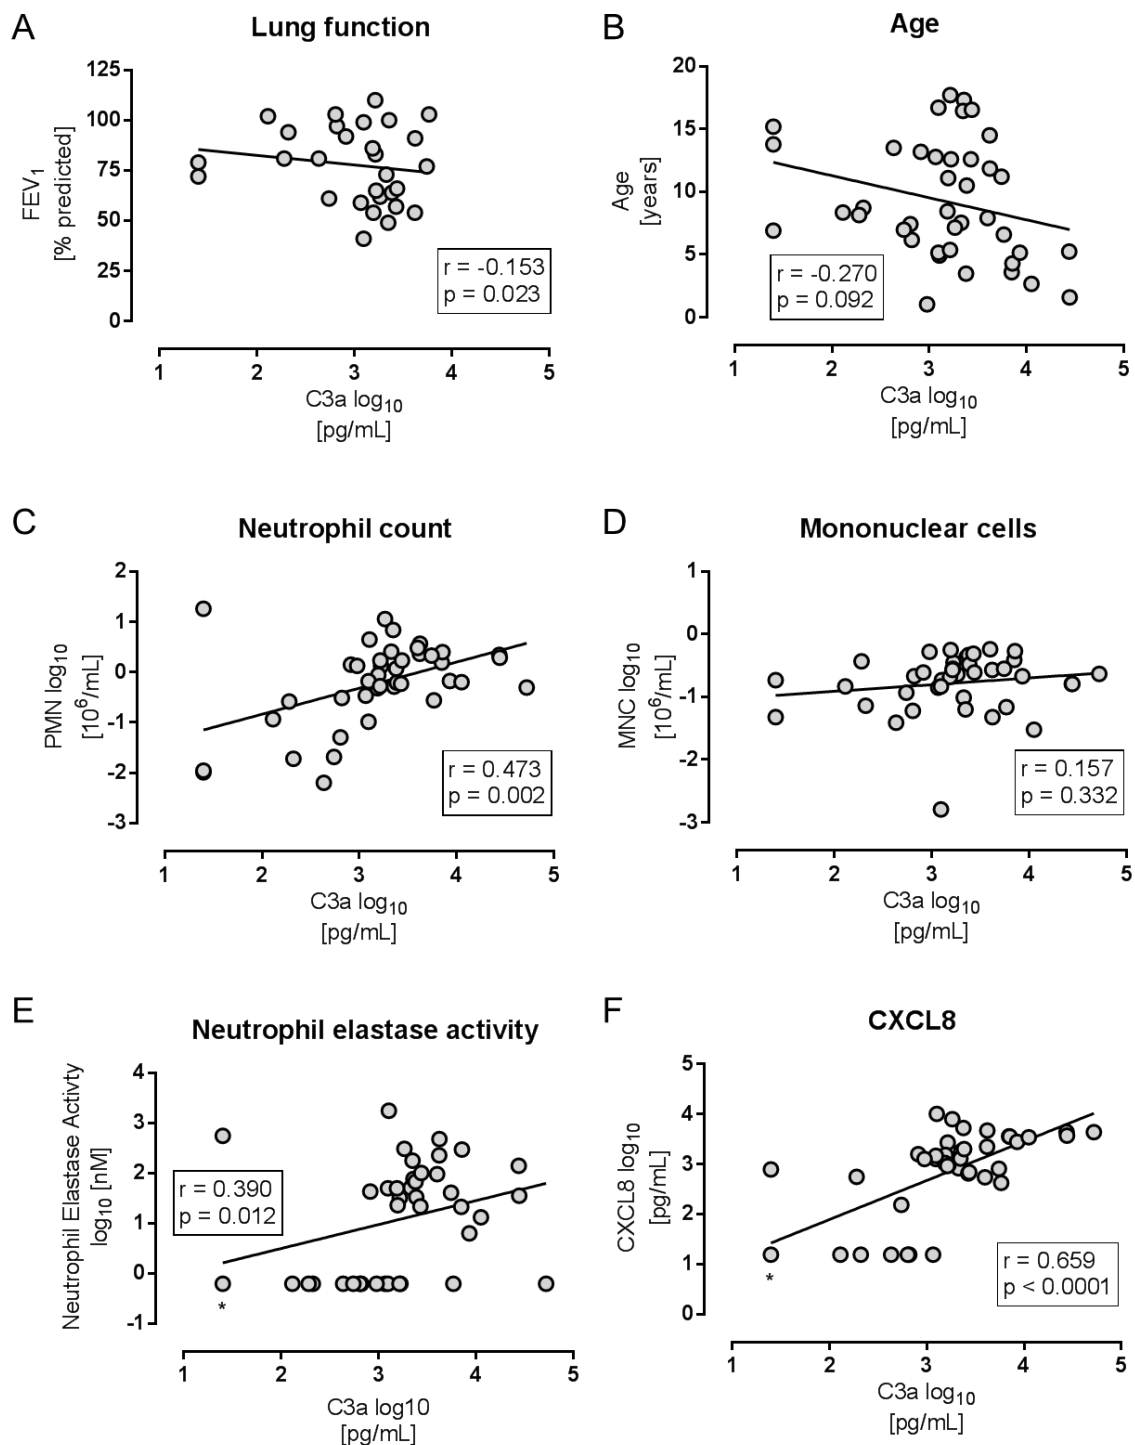 A
Lung function
125
100
75
50
25
0
FEV1
[% predicted]
r = -0.153
p = 0.023
1 2 3 4 5
C3a log10
[pg/mL]
B
Age
20
15
10
5
0
Age
[years]
r = -0.270
p = 0.092
1 2 3 4 5
C3a log10
[pg/mL]
C
Neutrophil count
2
1
0
-1
-2
-3
PMN log10
[10^6/mL]
r = 0.473
p = 0.002
1 2 3 4 5
C3a log10
[pg/mL]
D
Mononuclear cells
1
0
-1
-2
-3
MNC log10
[10^6/mL]
r = 0.157
p = 0.332
1 2 3 4 5
C3a log10
[pg/mL]
E
Neutrophil elastase activity
4
3
2
1
0
-1
Neutrophil Elastase Activty
log10 [nM]
r = 0.390
p = 0.012
*
1 2 3 4 5
C3a log10
[pg/mL]
F
CXCL8
5
4
3
2
1
0
CXCL8 log10
[pg/mL]
r = 0.659
p < 0.0001
*
1 2 3 4 5
C3a log10
[pg/mL]